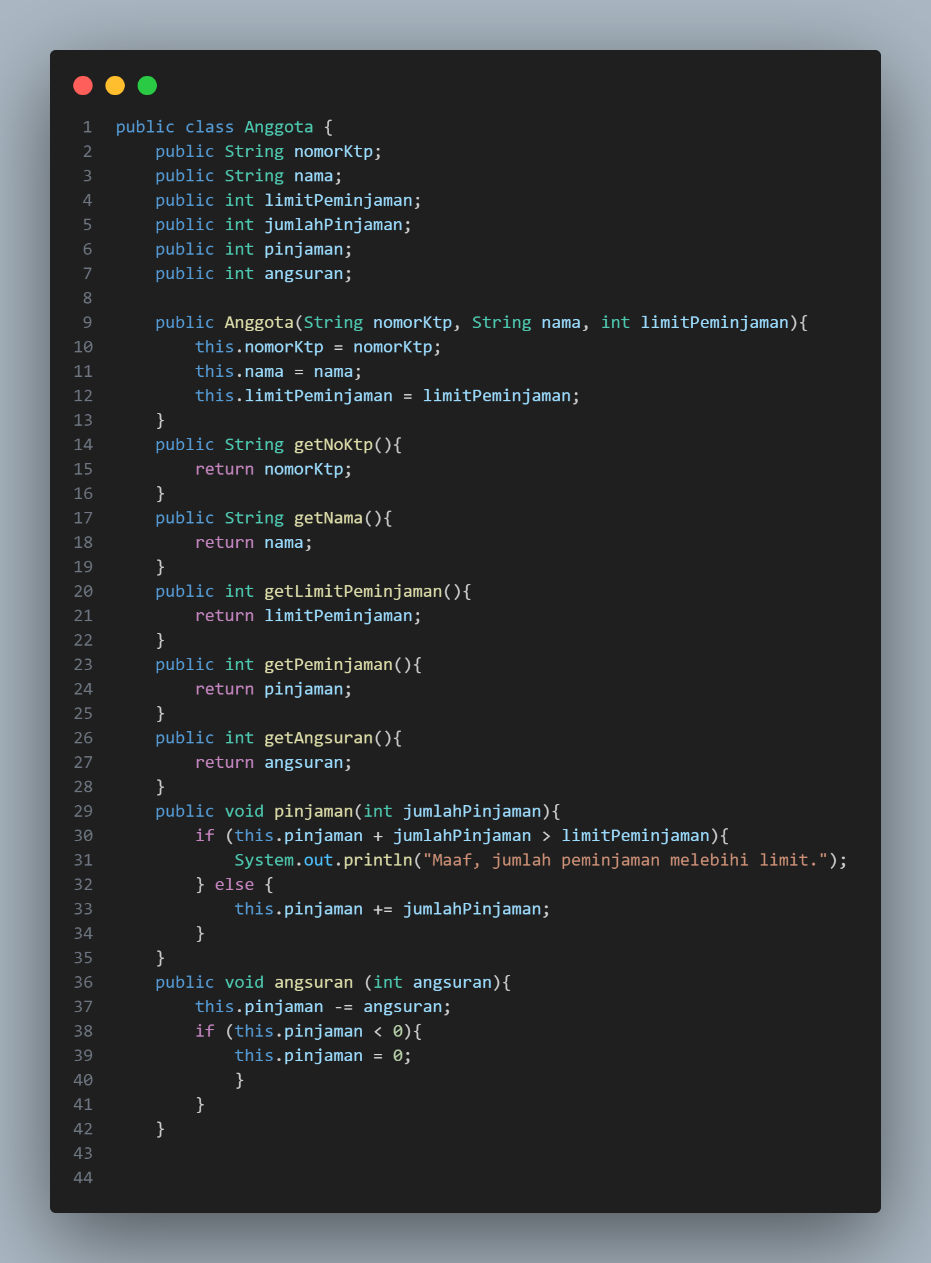 1 public class Anggota {
2     public String nomorKtp;
3     public String nama;
4     public int limitPeminjaman;
5     public int jumlahPinjaman;
6     public int pinjaman;
7     public int angsuran;
8
9     public Anggota(String nomorKtp, String nama, int limitPeminjaman){
10         this.nomorKtp = nomorKtp;
11         this.nama = nama;
12         this.limitPeminjaman = limitPeminjaman;
13     }
14     public String getNoKtp(){
15         return nomorKtp;
16     }
17     public String getNama(){
18         return nama;
19     }
20     public int getLimitPeminjaman(){
21         return limitPeminjaman;
22     }
23     public int getPeminjaman(){
24         return pinjaman;
25     }
26     public int getAngsuran(){
27         return angsuran;
28     }
29     public void pinjaman(int jumlahPinjaman){
30         if (this.pinjaman + jumlahPinjaman > limitPeminjaman){
31             System.out.println("Maaf, jumlah peminjaman melebihi limit.");
32         } else {
33             this.pinjaman += jumlahPinjaman;
34         }
35     }
36     public void angsuran (int angsuran){
37         this.pinjaman -= angsuran;
38         if (this.pinjaman < 0){
39             this.pinjaman = 0;
40             }
41         }
42     }
43
44